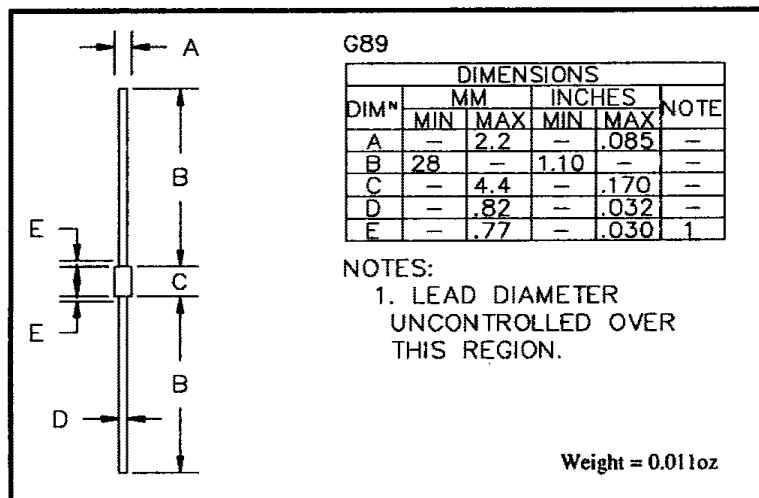 G89
DIMENSIONS
DIMᴺ MM INCHES NOTE
MIN MAX MIN MAX
A – 2.2 – .085 –
B 28 – 1.10 – –
C – 4.4 – .170 –
D – .82 – .032 –
E – .77 – .030 1
NOTES:
1. LEAD DIAMETER
UNCONTROLLED OVER
THIS REGION.
A
B
E
C
E
B
D
Weight = 0.011oz